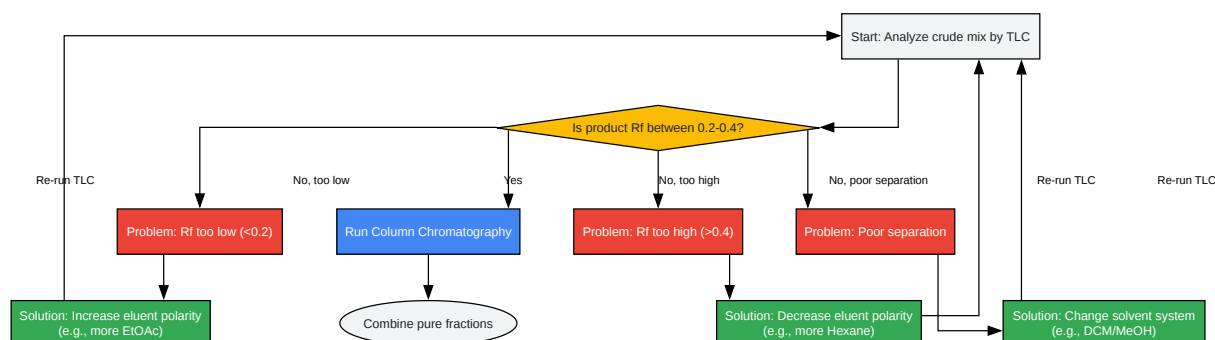 Start: Analyze crude mix by TLC
Is product Rf between 0.2-0.4?
Re-run TLC
No, too low
Yes
No, too high
No, poor separation
Re-run TLC
Re-run TLC
Problem: Rf too low (<0.2)
Run Column Chromatography
Problem: Rf too high (>0.4)
Problem: Poor separation
Solution: Increase eluent polarity
(e.g., more EtOAc)
Combine pure fractions
Solution: Decrease eluent polarity
(e.g., more Hexane)
Solution: Change solvent system
(e.g., DCM/MeOH)